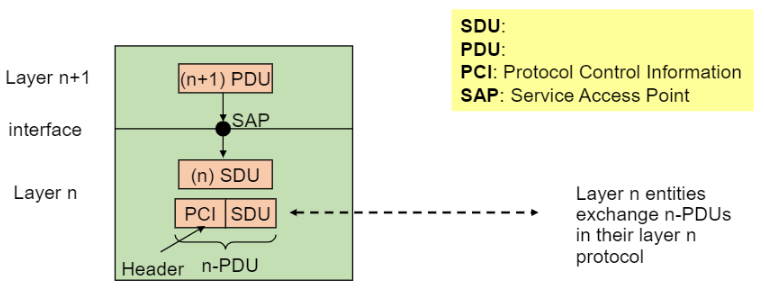 SDU:
PDU:
PCI: Protocol Control Information
SAP: Service Access Point
Layer n+1
(n+1) PDU
SAP
interface
(n) SDU
Layer n
PCI SDU
Header
n-PDU
Layer n entities
exchange n-PDUs
in their layer n
protocol